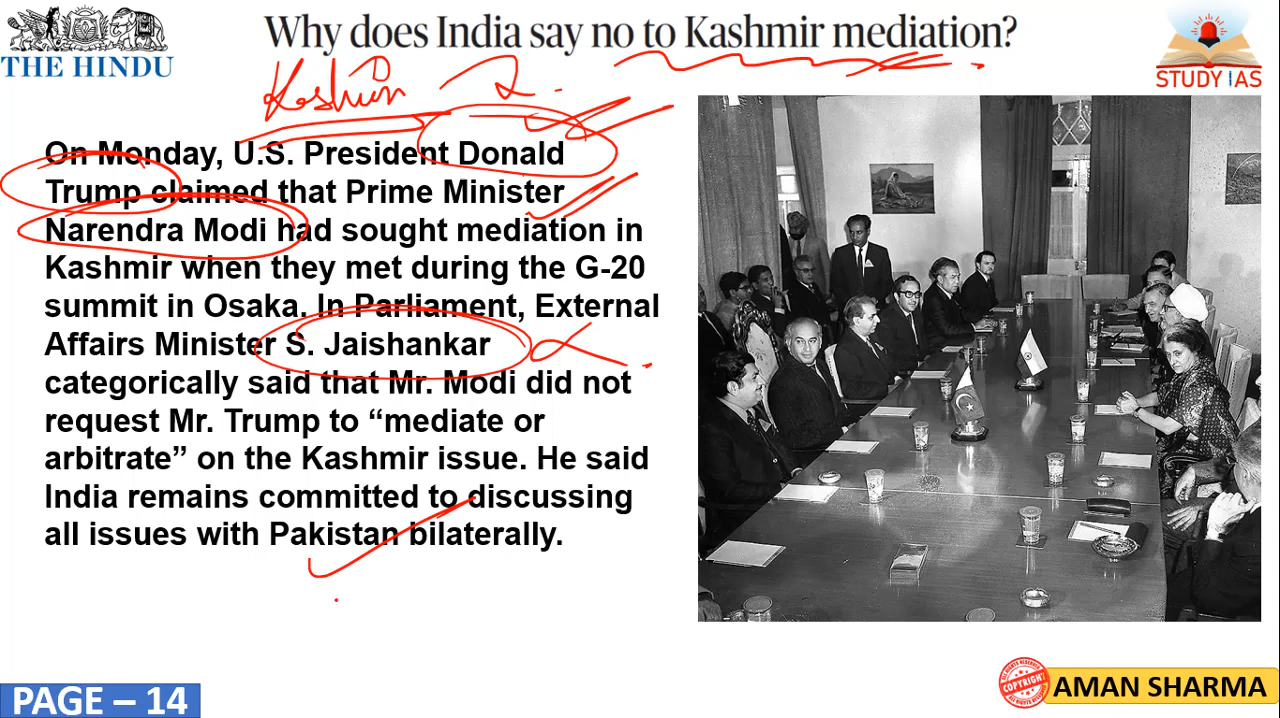 THE HINDU
Why does India say no to Kashmir mediation?
STUDY IAS
Kashmir
On Monday, U.S. President Donald
Trump claimed that Prime Minister
Narendra Modi had sought mediation in
Kashmir when they met during the G-20
summit in Osaka. In Parliament, External
Affairs Minister S. Jaishankar
categorically said that Mr. Modi did not
request Mr. Trump to “mediate or
arbitrate” on the Kashmir issue. He said
India remains committed to discussing
all issues with Pakistan bilaterally.
PAGE – 14
COPYRIGHT
AMAN SHARMA